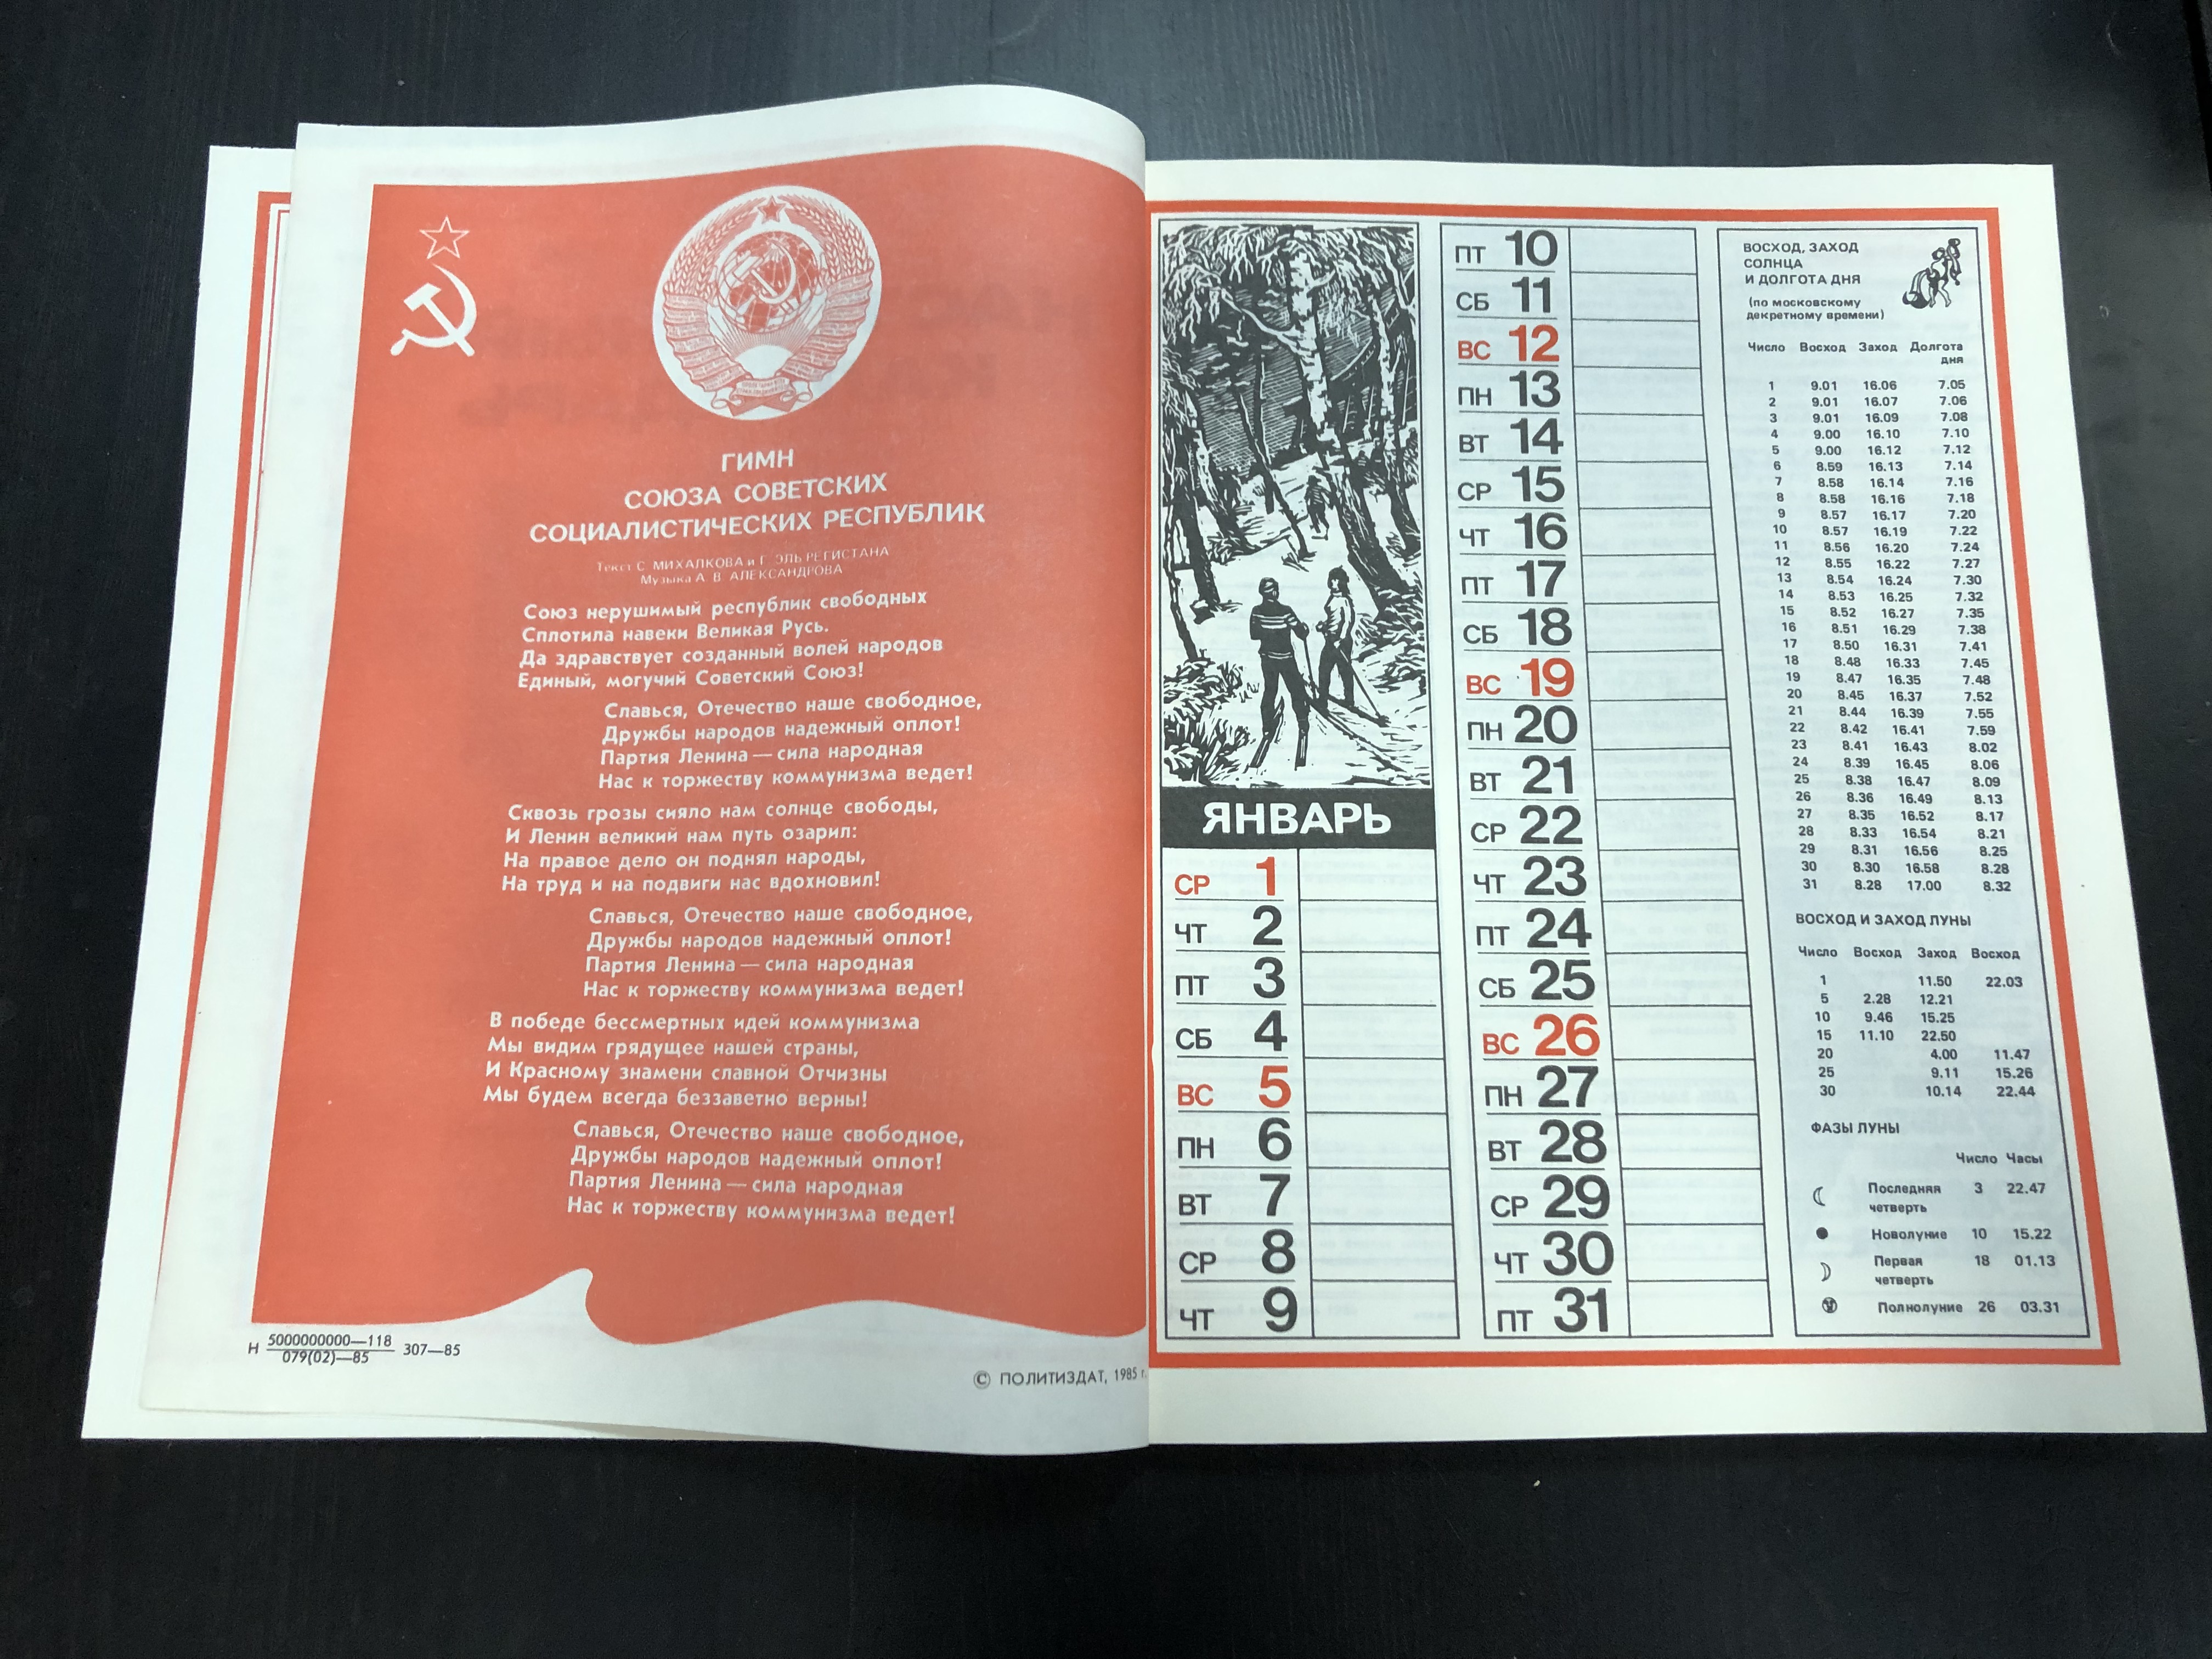 ГИМН
СОЮЗА СОВЕТСКИХ
СОЦИАЛИСТИЧЕСКИХ РЕСПУБЛИК
Текст С. МИХАЛКОВА и Г. ЭЛЬ РЕГИСТАНА
Музыка А. В. АЛЕКСАНДРОВА
Союз нерушимый республик свободных
Сплотила навеки Великая Русь.
Да здравствует созданный волей народов
Единый, могучий Советский Союз!
Славься, Отечество наше свободное,
Дружбы народов надежный оплот!
Партия Ленина — сила народная
Нас к торжеству коммунизма ведет!
Сквозь грозы сияло нам солнце свободы,
И Ленин великий нам путь озарил:
На правое дело он поднял народы,
На труд и на подвиги нас вдохновил!
Славься, Отечество наше свободное,
Дружбы народов надежный оплот!
Партия Ленина — сила народная
Нас к торжеству коммунизма ведет!
В победе бессмертных идей коммунизма
Мы видим грядущее нашей страны,
И Красному знамени славной Отчизны
Мы будем всегда беззаветно верны!
Славься, Отечество наше свободное,
Дружбы народов надежный оплот!
Партия Ленина — сила народная
Нас к торжеству коммунизма ведет!
Н 5000000000—118
079(02)—85 307—85
© ПОЛИТИЗДАТ, 1985 г.
ЯНВАРЬ
СР 1
ЧТ 2
ПТ 3
СБ 4
ВС 5
ПН 6
ВТ 7
СР 8
ЧТ 9
ПТ 10
СБ 11
ВС 12
ПН 13
ВТ 14
СР 15
ЧТ 16
ПТ 17
СБ 18
ВС 19
ПН 20
ВТ 21
СР 22
ЧТ 23
ПТ 24
СБ 25
ВС 26
ПН 27
ВТ 28
СР 29
ЧТ 30
ПТ 31
ВОСХОД, ЗАХОД
СОЛНЦА
И ДОЛГОТА ДНЯ
(по московскому
декретному времени)
Число Восход Заход Долгота
дня
1 9.01 16.06 7.05
2 9.01 16.07 7.06
3 9.01 16.09 7.08
4 9.00 16.10 7.10
5 9.00 16.12 7.12
6 8.59 16.13 7.14
7 8.58 16.14 7.16
8 8.58 16.16 7.18
9 8.57 16.17 7.20
10 8.57 16.19 7.22
11 8.56 16.20 7.24
12 8.55 16.22 7.27
13 8.54 16.24 7.30
14 8.53 16.25 7.32
15 8.52 16.27 7.35
16 8.51 16.29 7.38
17 8.50 16.31 7.41
18 8.48 16.33 7.45
19 8.47 16.35 7.48
20 8.45 16.37 7.52
21 8.44 16.39 7.55
22 8.42 16.41 7.59
23 8.41 16.43 8.02
24 8.39 16.45 8.06
25 8.38 16.47 8.09
26 8.36 16.49 8.13
27 8.35 16.52 8.17
28 8.33 16.54 8.21
29 8.31 16.56 8.25
30 8.30 16.58 8.28
31 8.28 17.00 8.32
ВОСХОД И ЗАХОД ЛУНЫ
Число Восход Заход Восход
1 11.50 22.03
5 2.28 12.21
10 9.46 15.25
15 11.10 22.50
20 4.00 11.47
25 9.11 15.26
30 10.14 22.44
ФАЗЫ ЛУНЫ
Число Часы
Последняя 3 22.47
четверть
Новолуние 10 15.22
Первая 18 01.13
четверть
Полнолуние 26 03.31